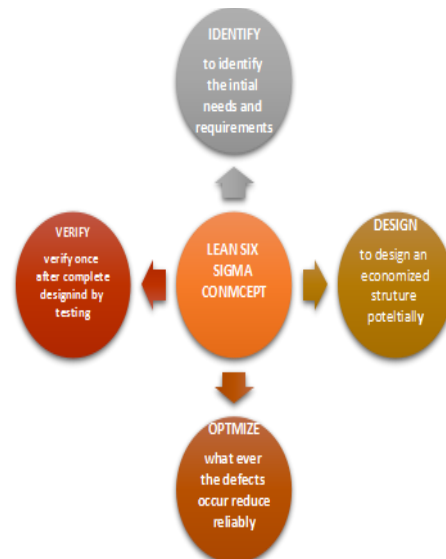 IDENTIFY
to identify
the intial
needs and
requirements
VERIFY
verify once
after complete
designind by
testing
LEAN SIX
SIGMA
CONMCEPT
DESIGN
to design an
economized
struture
poteltially
OPTMIZE
what ever
the defects
occur reduce
reliably